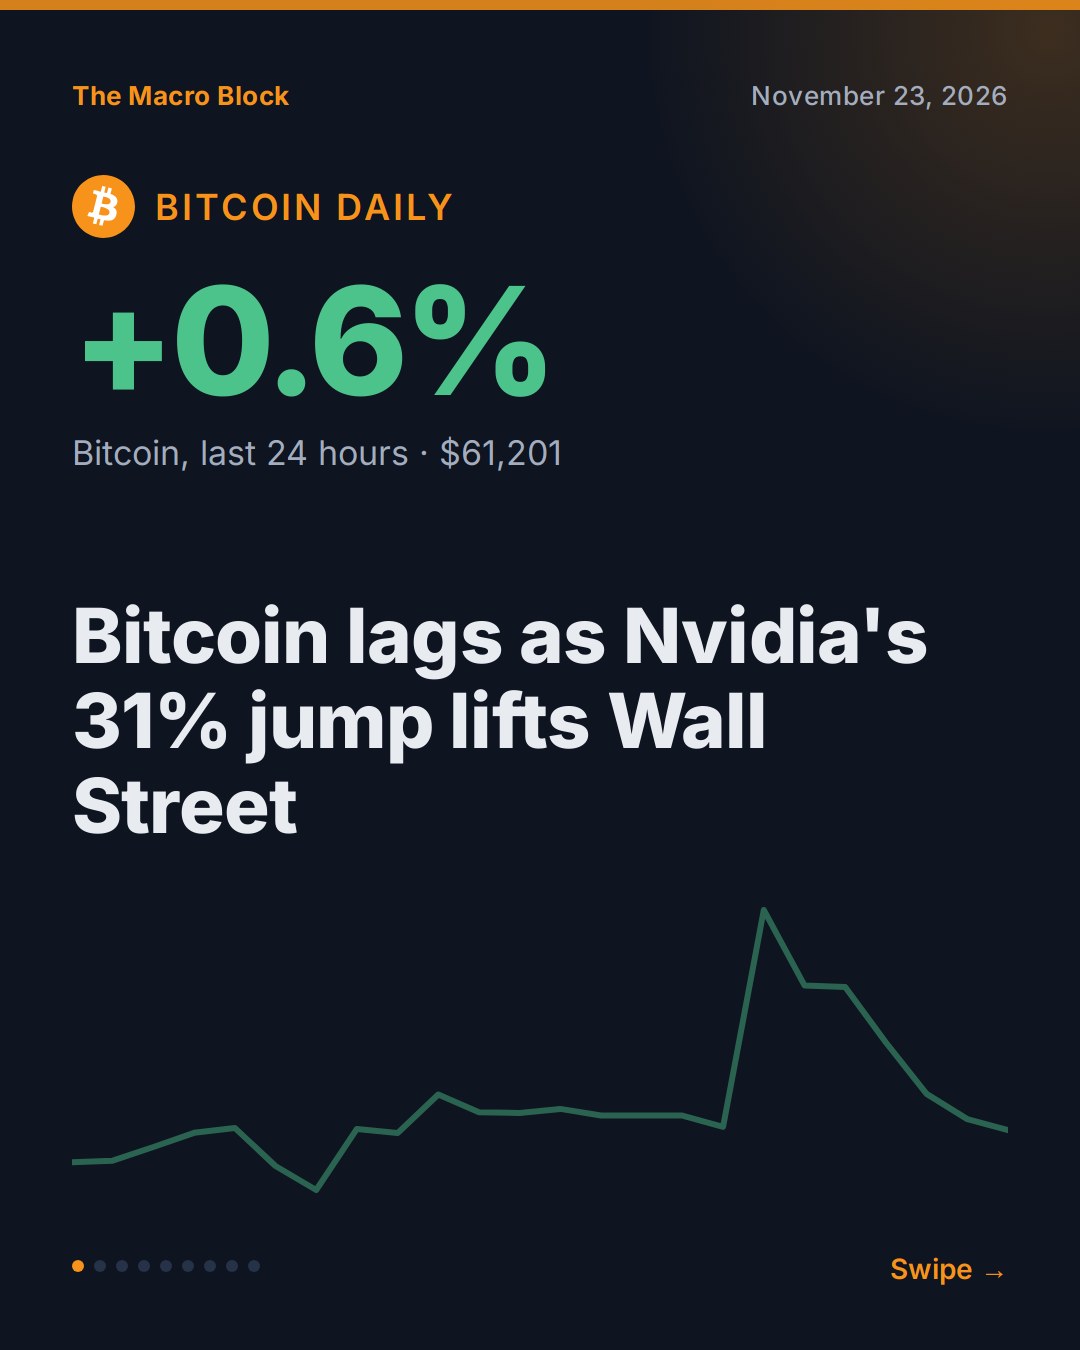 The Macro Block
November 23, 2026
BITCOIN DAILY
+0.6%
Bitcoin, last 24 hours · $61,201
Bitcoin lags as Nvidia's
31% jump lifts Wall
Street
Swipe →